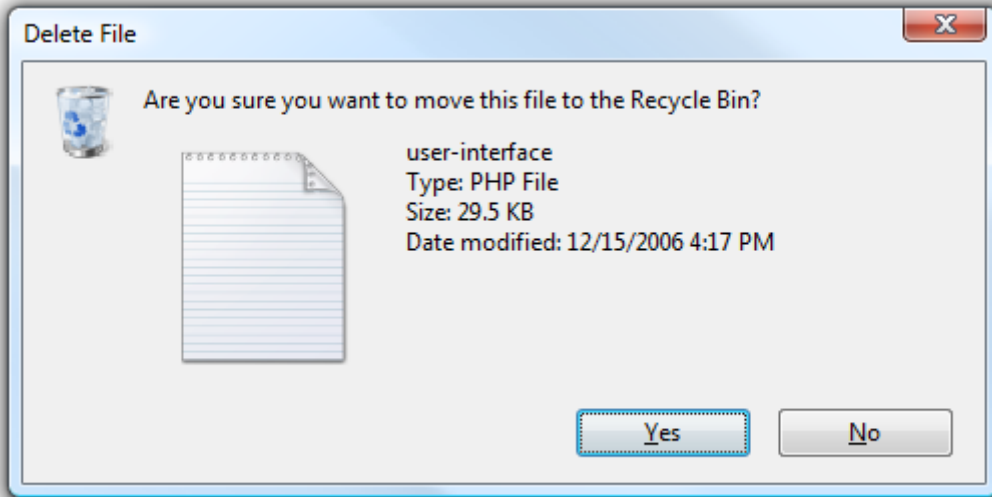 Delete File
Are you sure you want to move this file to the Recycle Bin?
user-interface
Type: PHP File
Size: 29.5 KB
Date modified: 12/15/2006 4:17 PM
Yes No